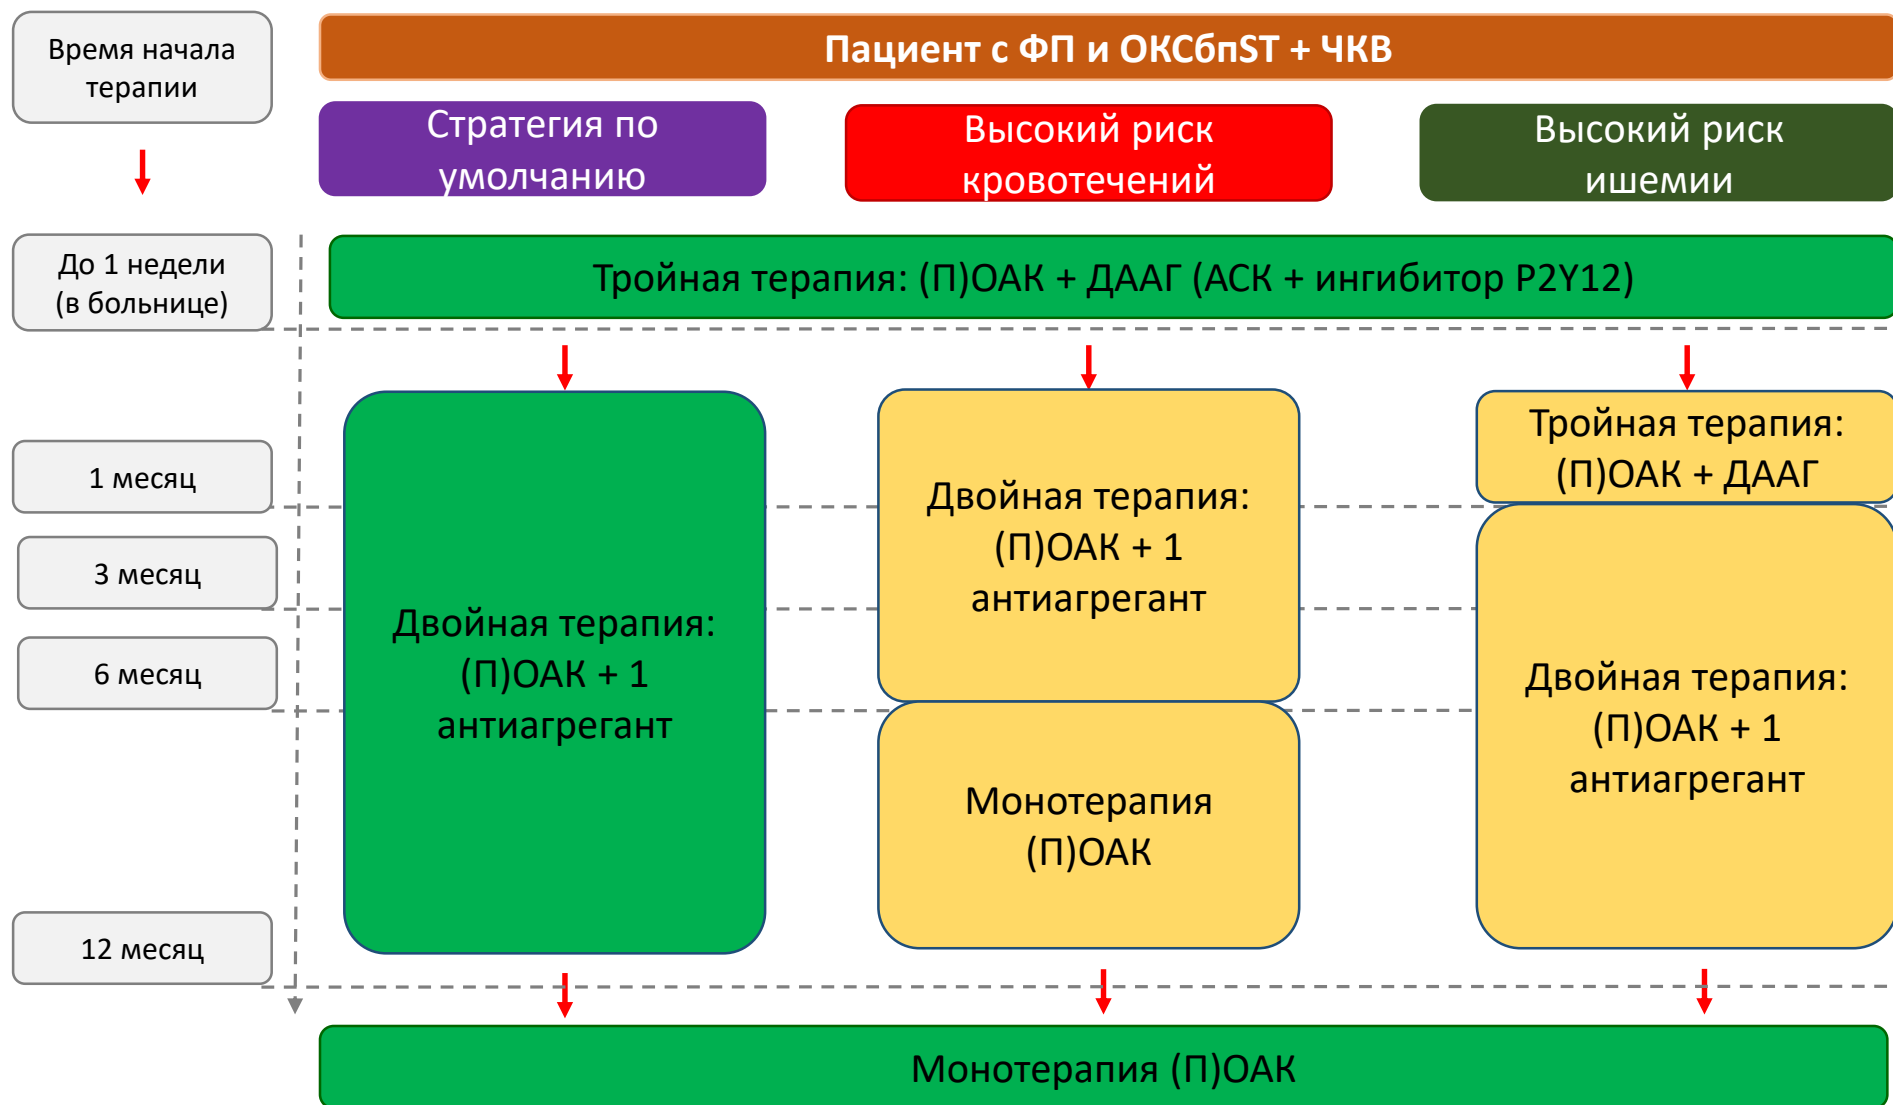 Время начала
терапии
Пациент с ФП и ОКСбпST + ЧКВ
Стратегия по
умолчанию
Высокий риск
кровотечений
Высокий риск
ишемии
До 1 недели
(в больнице)
Тройная терапия: (П)ОАК + ДААГ (АСК + ингибитор P2Y12)
1 месяц
3 месяц
6 месяц
12 месяц
Двойная терапия:
(П)ОАК + 1
антиагрегант
Двойная терапия:
(П)ОАК + 1
антиагрегант
Монотерапия
(П)ОАК
Тройная терапия:
(П)ОАК + ДААГ
Двойная терапия:
(П)ОАК + 1
антиагрегант
Монотерапия (П)ОАК